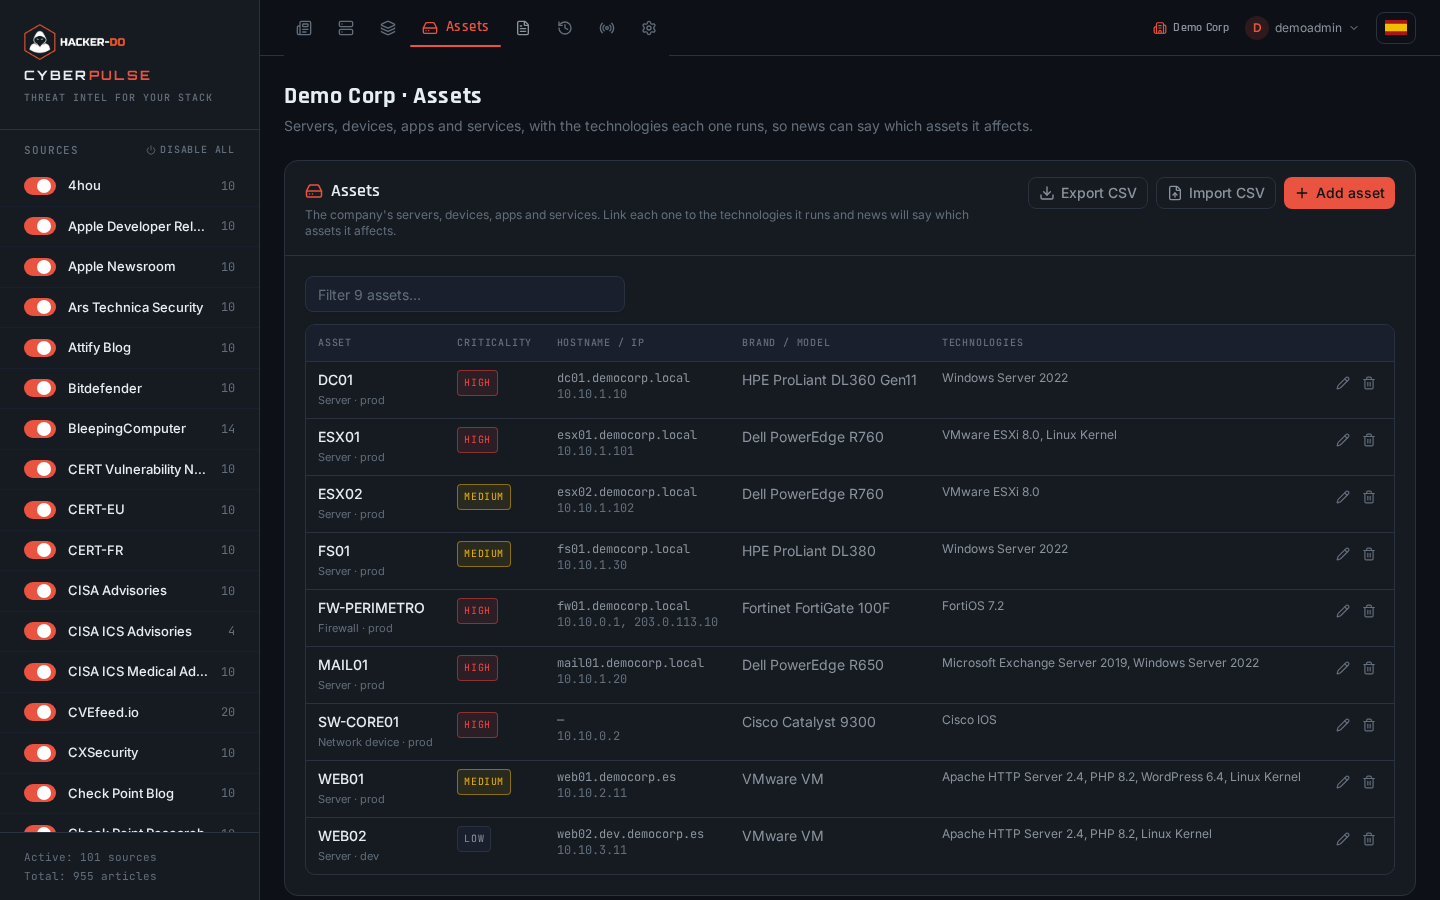 HACKER-DO
CYBERPULSE
THREAT INTEL FOR YOUR STACK
SOURCES
DISABLE ALL
4hou 10
Apple Developer Rel... 10
Apple Newsroom 10
Ars Technica Security 10
Attify Blog 10
Bitdefender 10
BleepingComputer 14
CERT Vulnerability N... 10
CERT-EU 10
CERT-FR 10
CISA Advisories 10
CISA ICS Advisories 4
CISA ICS Medical Ad... 10
CVEfeed.io 20
CXSecurity 10
Check Point Blog 10
Check Point Research 10
Active: 101 sources
Total: 955 articles
Assets
Demo Corp
D demoadmin
Demo Corp · Assets
Servers, devices, apps and services, with the technologies each one runs, so news can say which assets it affects.
Assets
The company's servers, devices, apps and services. Link each one to the technologies it runs and news will say which
assets it affects.
Export CSV
Import CSV
Add asset
Filter 9 assets...
ASSET CRITICALITY HOSTNAME / IP BRAND / MODEL TECHNOLOGIES
DC01 HIGH dc01.democorp.local HPE ProLiant DL360 Gen11 Windows Server 2022
Server · prod 10.10.1.10
ESX01 HIGH esx01.democorp.local Dell PowerEdge R760 VMware ESXi 8.0, Linux Kernel
Server · prod 10.10.1.101
ESX02 MEDIUM esx02.democorp.local Dell PowerEdge R760 VMware ESXi 8.0
Server · prod 10.10.1.102
FS01 MEDIUM fs01.democorp.local HPE ProLiant DL380 Windows Server 2022
Server · prod 10.10.1.30
FW-PERIMETRO HIGH fw01.democorp.local Fortinet FortiGate 100F FortiOS 7.2
Firewall · prod 10.10.0.1, 203.0.113.10
MAIL01 HIGH mail01.democorp.local Dell PowerEdge R650 Microsoft Exchange Server 2019, Windows Server 2022
Server · prod 10.10.1.20
SW-CORE01 HIGH — Cisco Catalyst 9300 Cisco IOS
Network device · prod 10.10.0.2
WEB01 MEDIUM web01.democorp.es VMware VM Apache HTTP Server 2.4, PHP 8.2, WordPress 6.4, Linux Kernel
Server · prod 10.10.2.11
WEB02 LOW web02.dev.democorp.es VMware VM Apache HTTP Server 2.4, PHP 8.2, Linux Kernel
Server · dev 10.10.3.11